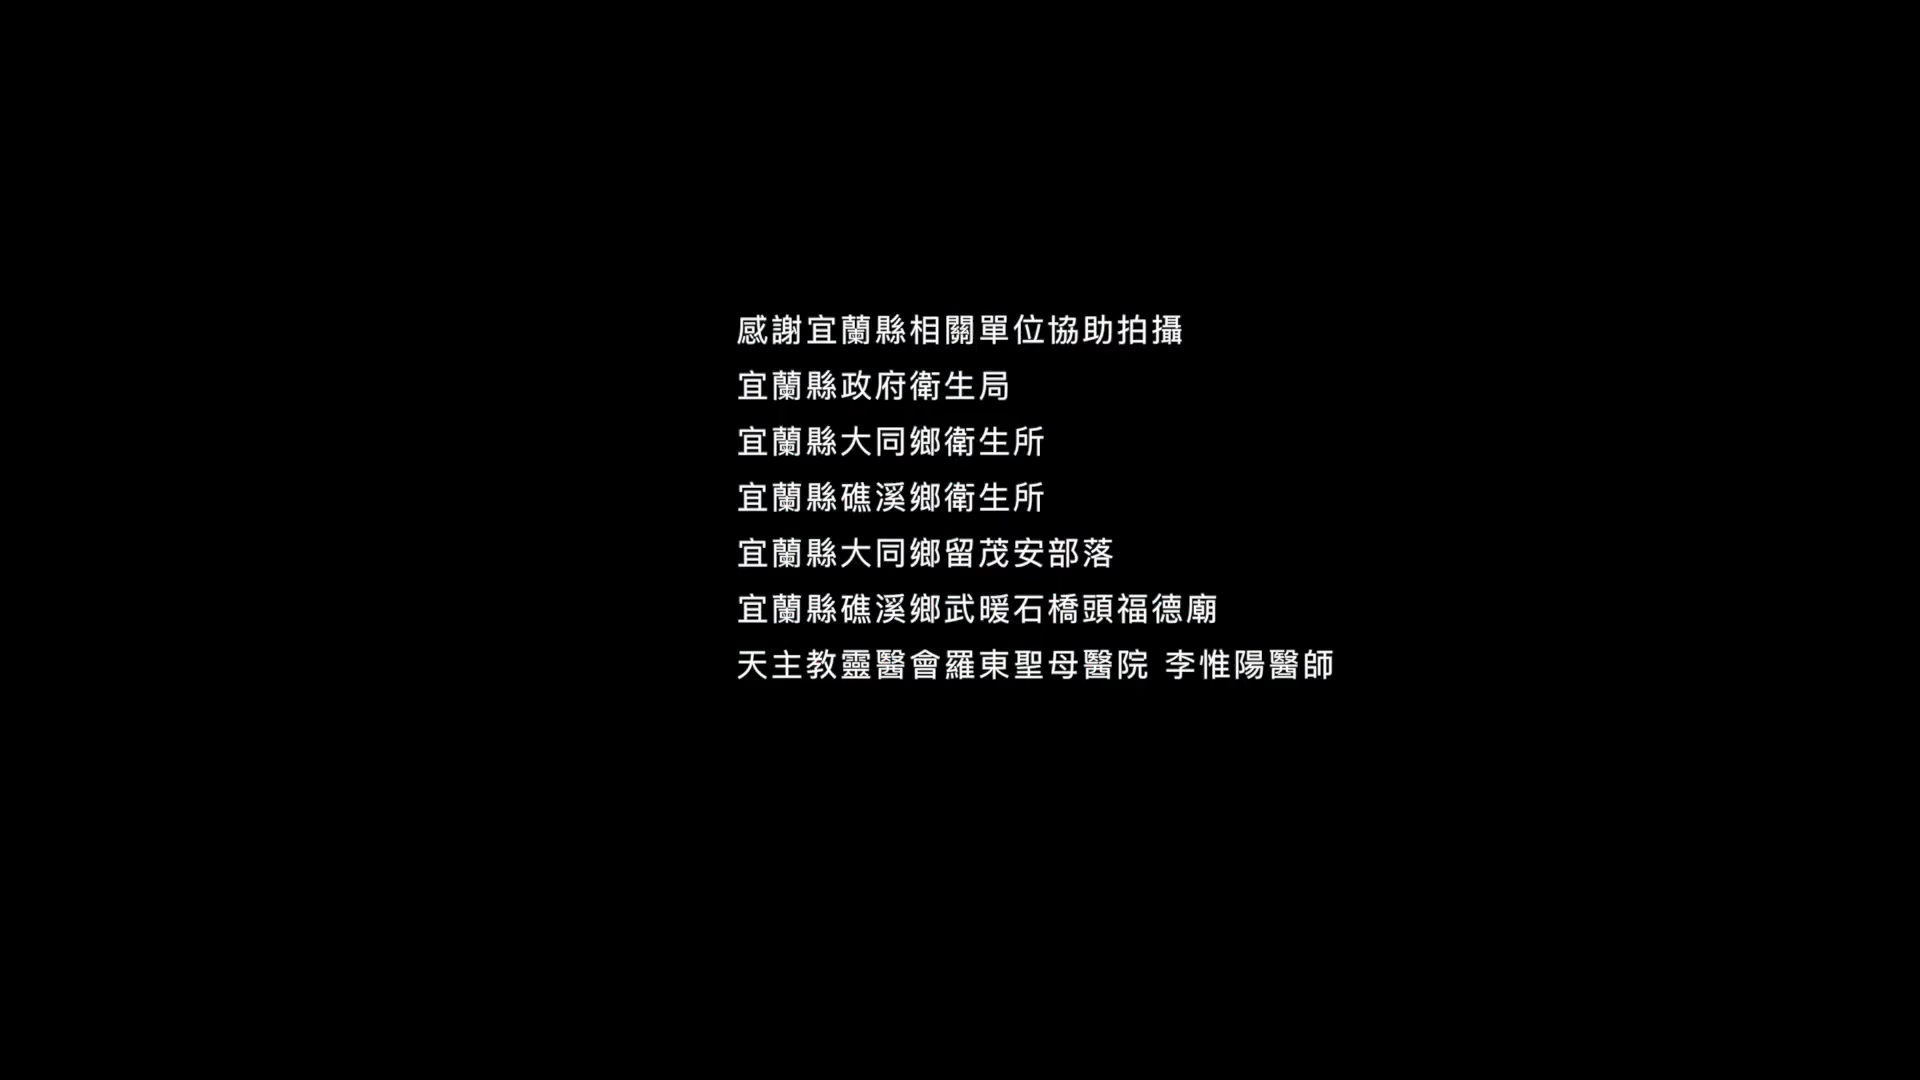 感謝宜蘭縣相關單位協助拍攝
宜蘭縣政府衛生局
宜蘭縣大同鄉衛生所
宜蘭縣礁溪鄉衛生所
宜蘭縣大同鄉留茂安部落
宜蘭縣礁溪鄉武暖石橋頭福德廟
天主教靈醫會羅東聖母醫院 李惟陽醫師